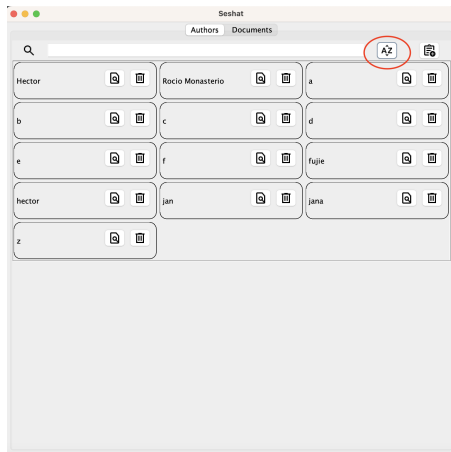 Seshat
Authors Documents
AZ
Hector Rocio Monasterio a
b c d
e f fujie
hector jan jana
z